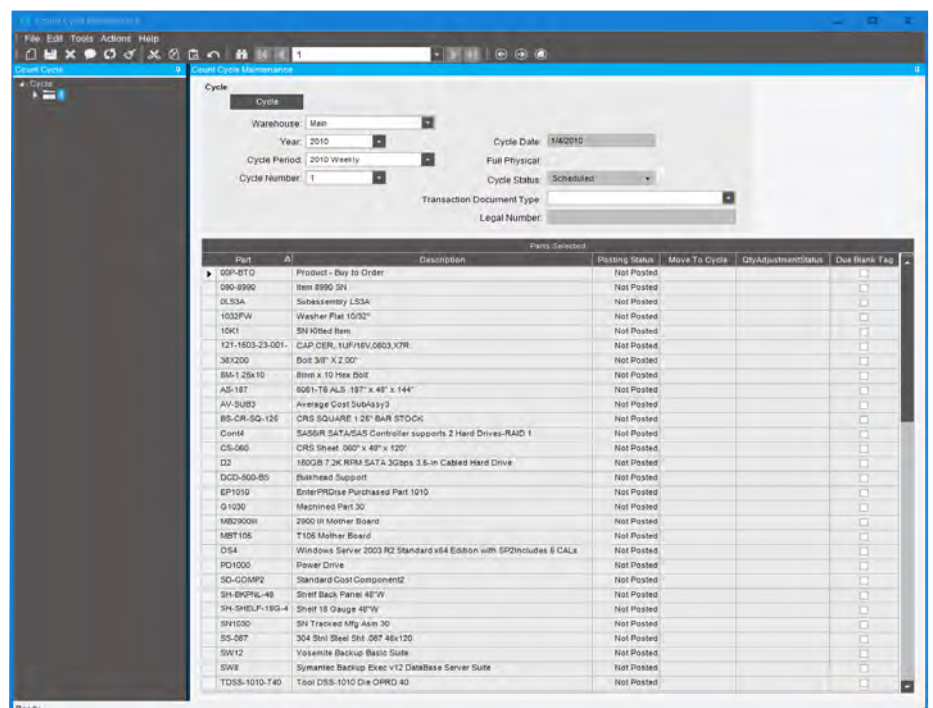 Count Cycle Maintenance
File Edit Tools Actions Help
1
Count Cycle
Count Cycle Maintenance
Cycle
1
Cycle
Cycle
Warehouse: Main
Year: 2010 Cycle Date: 1/4/2010
Cycle Period: 2010 Weekly Full Physical:
Cycle Number: 1 Cycle Status: Scheduled
Transaction Document Type:
Legal Number:
Parts Selected
Part Description Posting Status Move To Cycle QtyAdjustmentStatus Due Blank Tag
00P-BTO Product - Buy to Order Not Posted
090-8990 Item 8990 SN Not Posted
0LS3A Subassembly LS3A Not Posted
1032FW Washer Flat 10/32" Not Posted
10K1 SN Kitted Item Not Posted
121-1603-23-001- CAP,CER,.1UF/16V,0603,X7R Not Posted
38X200 Bolt 3/8" X 2.00" Not Posted
8M-1.25x10 8mm x 10 Hex Bolt Not Posted
AS-187 6061-T6 ALS .187" x 48" x 144" Not Posted
AV-SUB3 Average Cost SubAssy3 Not Posted
BS-CR-SQ-125 CRS SQUARE 1.25" BAR STOCK Not Posted
Cont4 SAS6iR SATA/SAS Controller supports 2 Hard Drives-RAID 1 Not Posted
CS-060 CRS Sheet .060" x 48" x 120" Not Posted
D2 160GB 7.2K RPM SATA 3Gbps 3.5-in Cabled Hard Drive Not Posted
DCD-500-BS Bulkhead Support Not Posted
EP1010 EnterPRDise Purchased Part 1010 Not Posted
G1030 Machined Part 30 Not Posted
MB2900III 2900 III Mother Board Not Posted
MBT105 T105 Mother Board Not Posted
OS4 Windows Server 2003 R2 Standard x64 Edition with SP2Includes 5 CALs Not Posted
PD1000 Power Drive Not Posted
SD-COMP2 Standard Cost Component2 Not Posted
SH-BKPNL-48 Shelf Back Panel 48"W Not Posted
SH-SHELF-18G-4 Shelf 18 Gauge 48"W Not Posted
SN1030 SN Tracked Mfg Asm 30 Not Posted
SS-087 304 Stnl Steel Sht .087 48x120 Not Posted
SW12 Yosemite Backup Basic Suite Not Posted
SW8 Symantec Backup Exec v12 DataBase Server Suite Not Posted
TDSS-1010-T40 Tool DSS-1010 Die OPRD 40 Not Posted